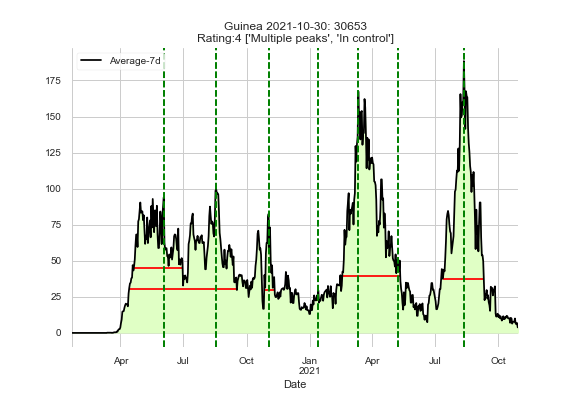 Guinea 2021-10-30: 30653
Rating:4 ['Multiple peaks', 'In control']
Average-7d
175
150
125
100
75
50
25
0
Apr Jul Oct Jan Apr Jul Oct
2021
Date